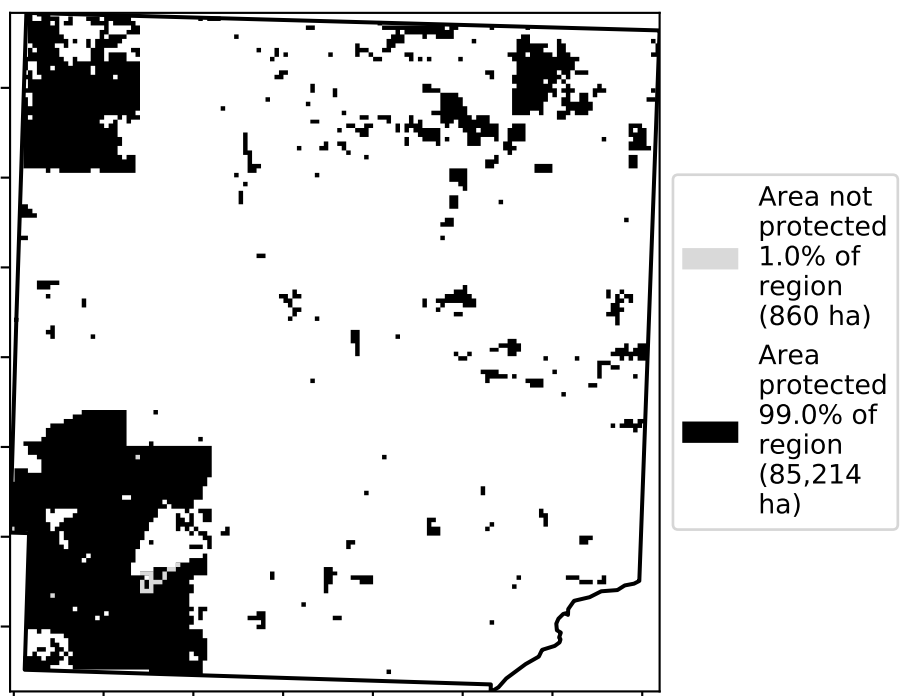 Area not
protected
1.0% of
region
(860 ha)
Area
protected
99.0% of
region
(85,214
ha)